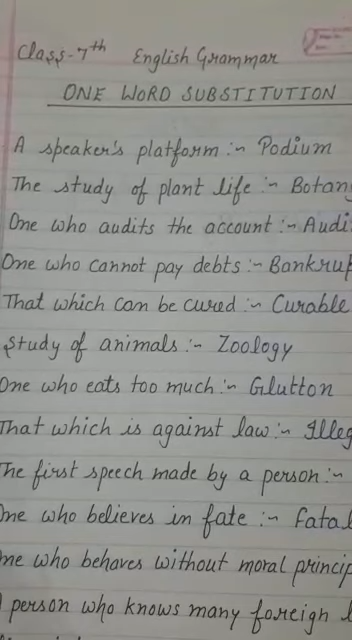 Class-7th English Grammar
ONE WORD SUBSTITUTION
A speaker's platform :- Podium
The study of plant life :- Botan
One who audits the account :- Audi
One who cannot pay debts :- Bankrup
That which can be cured :- Curable
Study of animals :- Zoology
One who eats too much :- Glutton
That which is against law :- Illeg
The first speech made by a person :-
One who believes in fate :- Fatal
me who behaves without moral princip
person who knows many foreign l